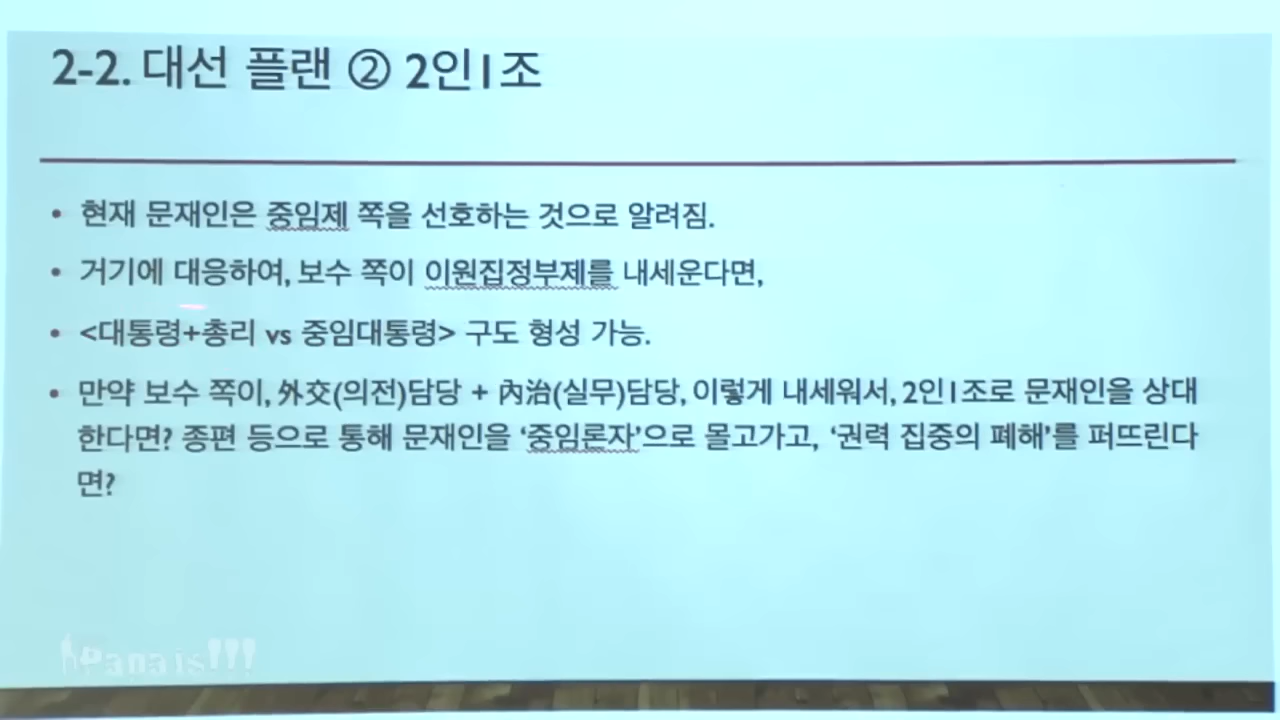 2-2. 대선 플랜 ② 2인1조
• 현재 문재인은 중임제 쪽을 선호하는 것으로 알려짐.
• 거기에 대응하여, 보수 쪽이 이원집정부제를 내세운다면,
• <대통령+총리 vs 중임대통령> 구도 형성 가능.
• 만약 보수 쪽이, 外交(의전)담당 + 內治(실무)담당, 이렇게 내세워서, 2인1조로 문재인을 상대
한다면? 종편 등으로 통해 문재인을 ‘중임론자’으로 몰고가고, ‘권력 집중의 폐해’를 퍼뜨린다
면?
Papa is!!!